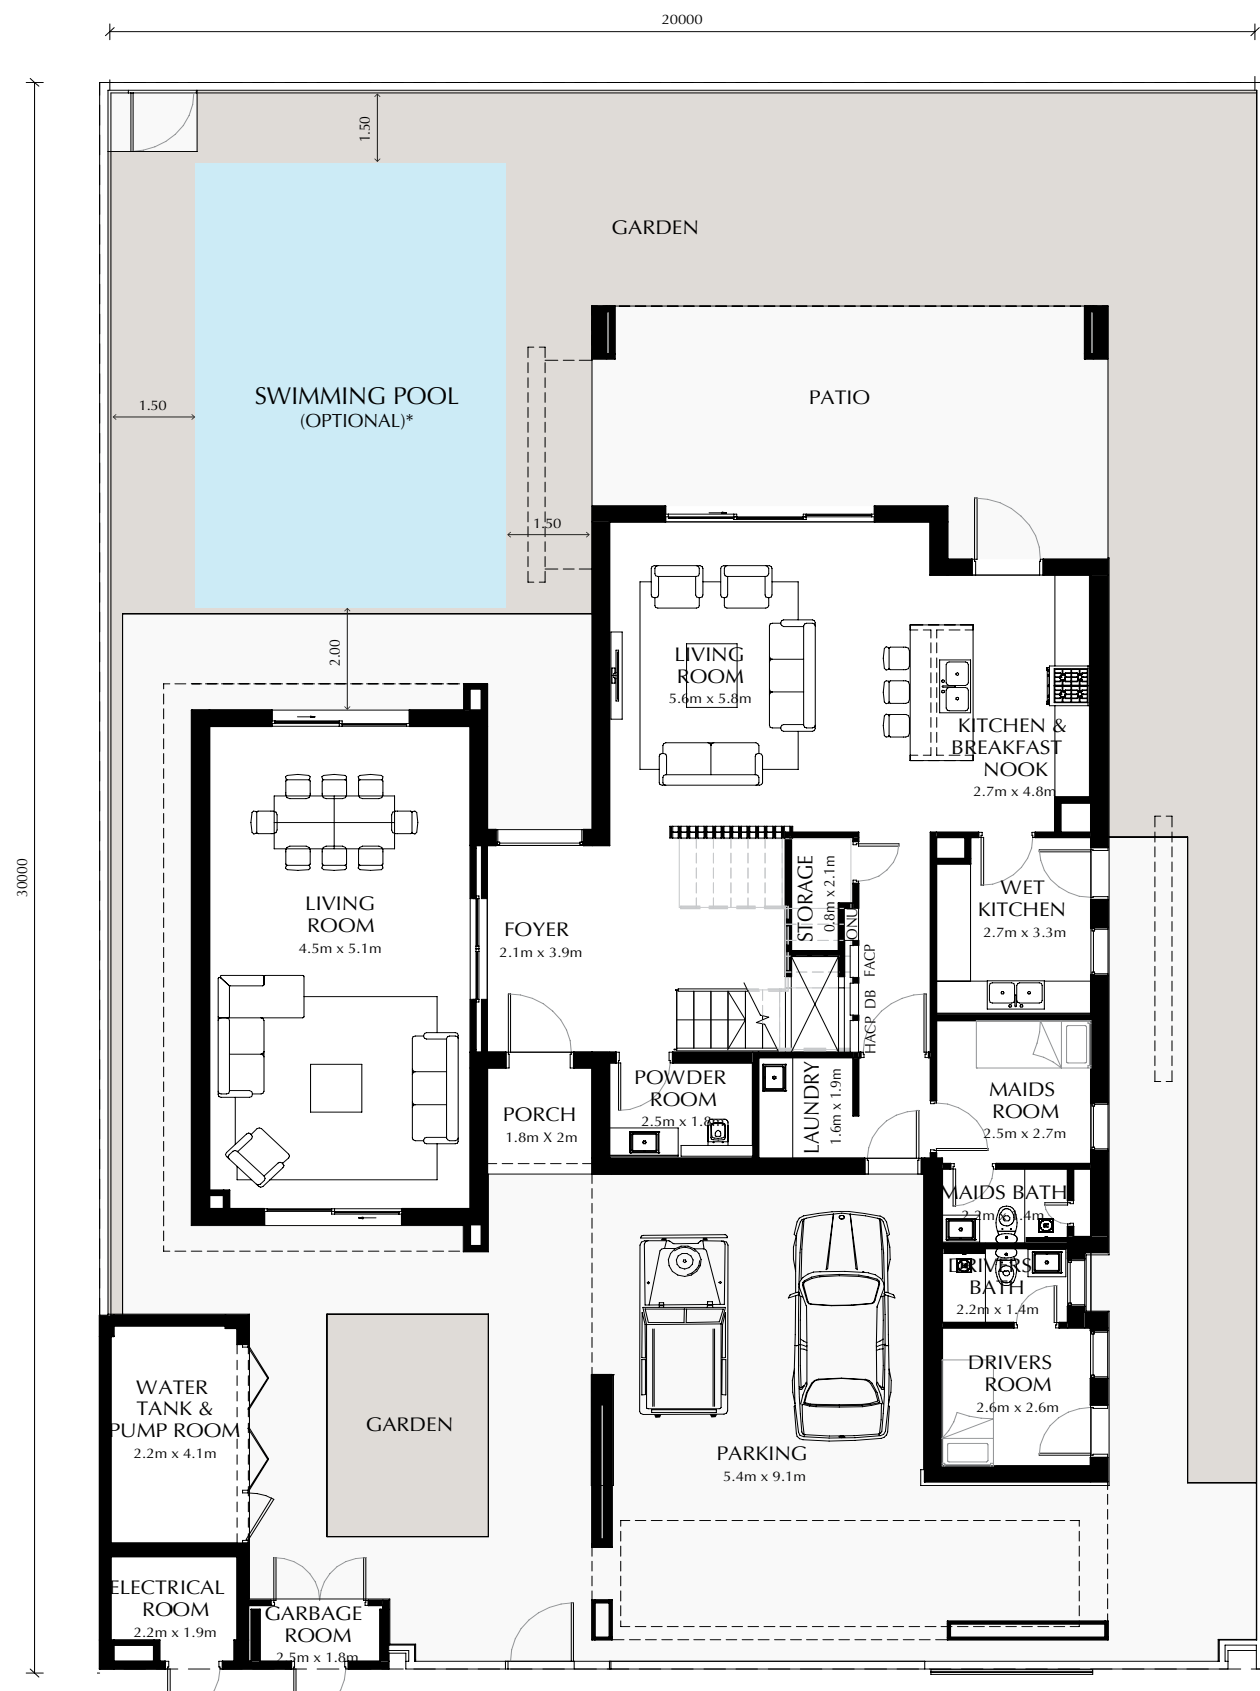 20000
30000
1.50
GARDEN
SWIMMING POOL
(OPTIONAL)*
1.50
PATIO
1.50
2.00
LIVING
ROOM
5.6m x 5.8m
KITCHEN &
BREAKFAST
NOOK
2.7m x 4.8m
LIVING
ROOM
4.5m x 5.1m
FOYER
2.1m x 3.9m
STORAGE
0.8m x 2.1m
ONU
FACP
DB
HACP
WET
KITCHEN
2.7m x 3.3m
POWDER
ROOM
2.5m x 1.8m
LAUNDRY
1.6m x 1.9m
MAIDS
ROOM
2.5m x 2.7m
PORCH
1.8m X 2m
MAIDS BATH
2.2m x 1.4m
DRIVERS
BATH
2.2m x 1.4m
DRIVERS
ROOM
2.6m x 2.6m
WATER
TANK &
PUMP ROOM
2.2m x 4.1m
GARDEN
PARKING
5.4m x 9.1m
ELECTRICAL
ROOM
2.2m x 1.9m
GARBAGE
ROOM
2.5m x 1.8m